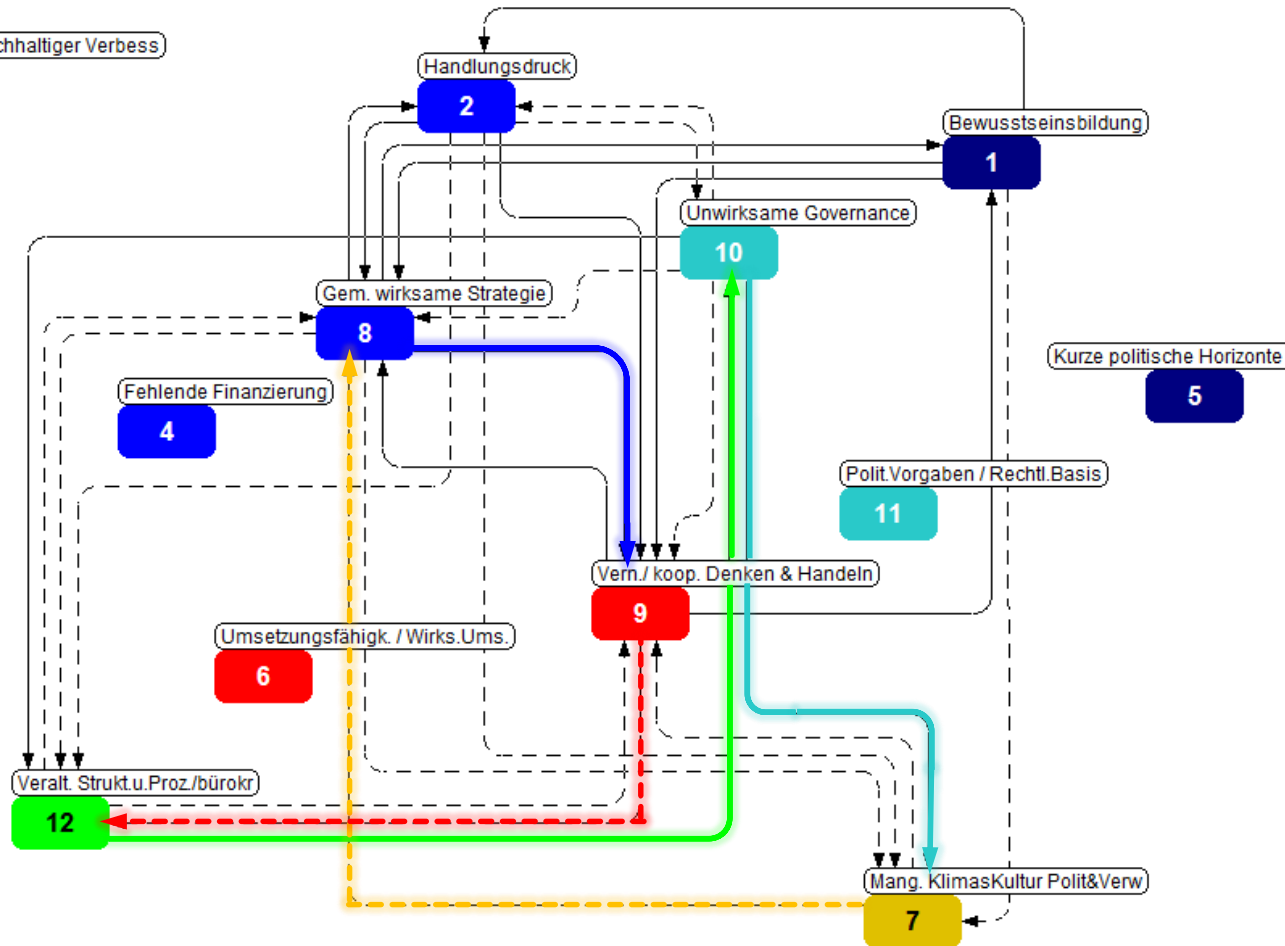 chhaltiger Verbess
Handlungsdruck
2
Bewusstseinsbildung
1
Unwirksame Governance
10
Gem. wirksame Strategie
8
Kurze politische Horizonte
5
Fehlende Finanzierung
4
Polit.Vorgaben / Rechtl.Basis
11
Vern./ koop. Denken & Handeln
9
Umsetzungsfähigk. / Wirks.Ums.
6
Veralt. Strukt.u.Proz./bürokr
12
Mang. KlimasKultur Polit&Verw
7